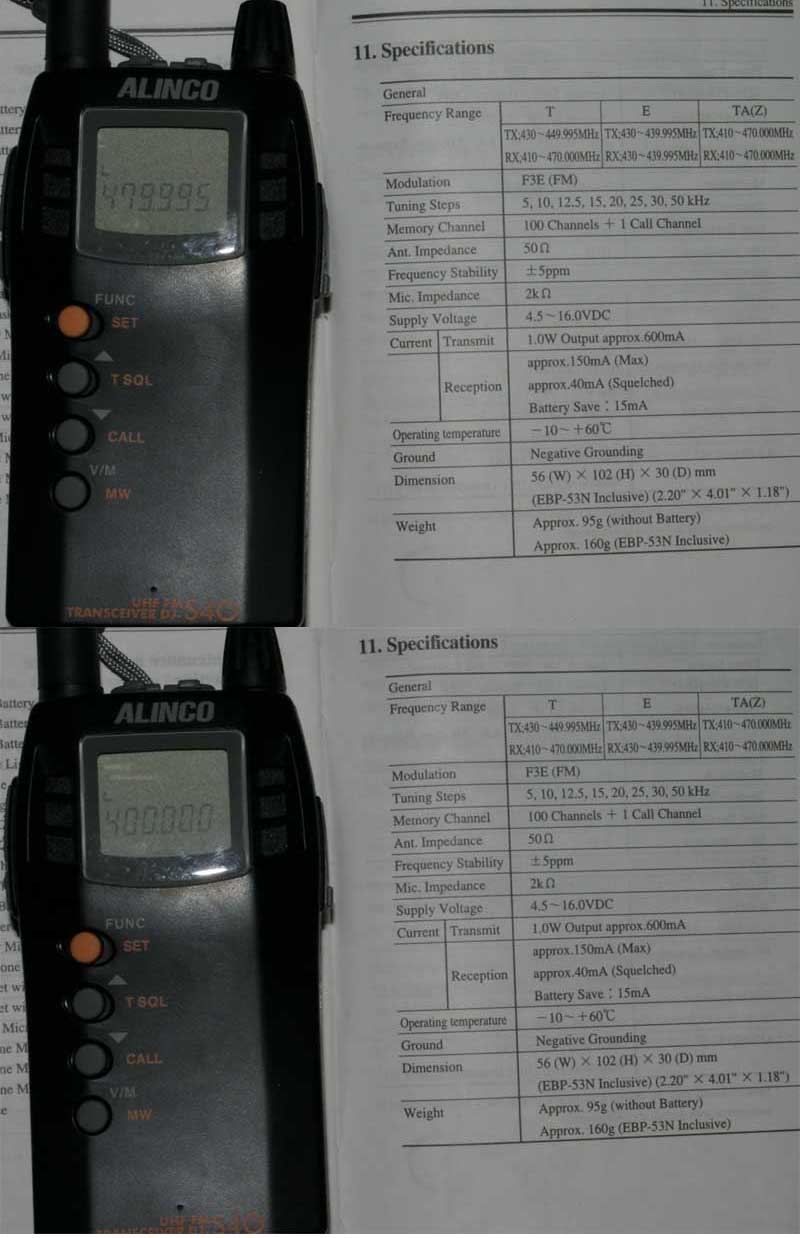 11. Specifications
ALINCO
479.995
FUNC
SET
T SQL
CALL
V/M
MW
UHF FM
TRANSCEIVER DJ-S40
11. Specifications
General
Frequency Range T E TA(Z)
TX;430~449.995MHz TX;430~439.995MHz TX;410~470.000MHz
RX;410~470.000MHz RX;430~439.995MHz RX;410~470.000MHz
Modulation F3E (FM)
Tuning Steps 5, 10, 12.5, 15, 20, 25, 30, 50 kHz
Memory Channel 100 Channels + 1 Call Channel
Ant. Impedance 50Ω
Frequency Stability ±5ppm
Mic. Impedance 2kΩ
Supply Voltage 4.5~16.0VDC
Current Transmit 1.0W Output approx.600mA
Reception approx.150mA (Max)
approx.40mA (Squelched)
Battery Save : 15mA
Operating temperature −10~+60℃
Ground Negative Grounding
Dimension 56 (W) × 102 (H) × 30 (D) mm
(EBP-53N Inclusive) (2.20" × 4.01" × 1.18")
Weight Approx. 95g (without Battery)
Approx. 160g (EBP-53N Inclusive)
ALINCO
400.000
FUNC
SET
T SQL
CALL
V/M
MW
UHF FM
TRANSCEIVER DJ-S40
11. Specifications
General
Frequency Range T E TA(Z)
TX;430~449.995MHz TX;430~439.995MHz TX;410~470.000MHz
RX;410~470.000MHz RX;430~439.995MHz RX;410~470.000MHz
Modulation F3E (FM)
Tuning Steps 5, 10, 12.5, 15, 20, 25, 30, 50 kHz
Memory Channel 100 Channels + 1 Call Channel
Ant. Impedance 50Ω
Frequency Stability ±5ppm
Mic. Impedance 2kΩ
Supply Voltage 4.5~16.0VDC
Current Transmit 1.0W Output approx.600mA
Reception approx.150mA (Max)
approx.40mA (Squelched)
Battery Save : 15mA
Operating temperature −10~+60℃
Ground Negative Grounding
Dimension 56 (W) × 102 (H) × 30 (D) mm
(EBP-53N Inclusive) (2.20" × 4.01" × 1.18")
Weight Approx. 95g (without Battery)
Approx. 160g (EBP-53N Inclusive)